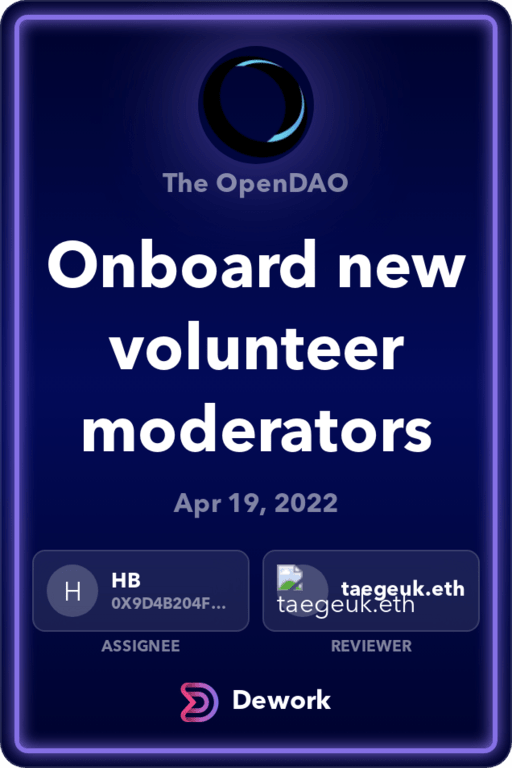 The OpenDAO
Onboard new
volunteer
moderators
Apr 19, 2022
H
HB
0X9D4B204F...
taegeuk.eth
taegeuk.eth
ASSIGNEE
REVIEWER
Dework